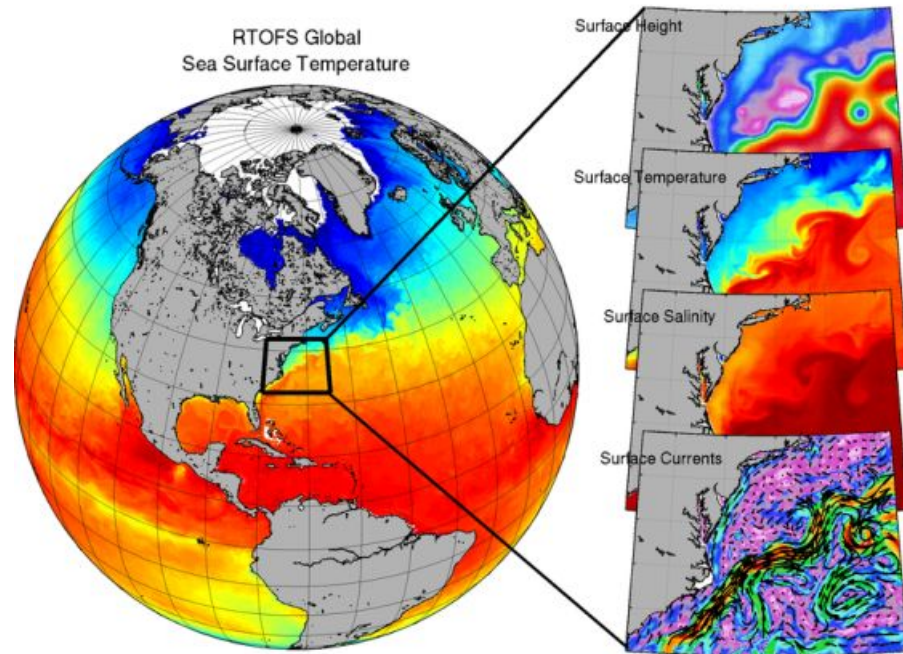 RTOFS Global
Sea Surface Temperature
Surface Height
Surface Temperature
Surface Salinity
Surface Currents